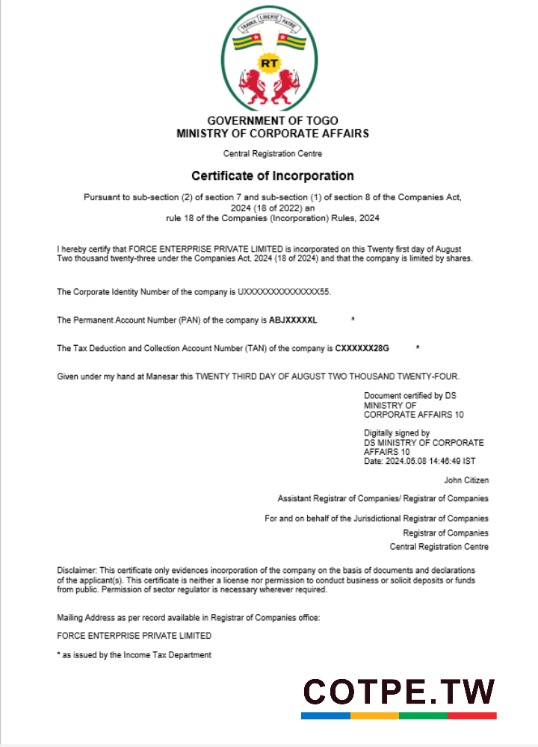 TRAVAIL LIBERTÉ PATRIE
RT
GOVERNMENT OF TOGO
MINISTRY OF CORPORATE AFFAIRS
Central Registration Centre
Certificate of Incorporation
Pursuant to sub-section (2) of section 7 and sub-section (1) of section 8 of the Companies Act,
2024 (18 of 2022) an
rule 18 of the Companies (Incorporation) Rules, 2024
I hereby certify that FORCE ENTERPRISE PRIVATE LIMITED is incorporated on this Twenty first day of August
Two thousand twenty-three under the Companies Act, 2024 (18 of 2024) and that the company is limited by shares.
The Corporate Identity Number of the company is UXXXXXXXXXXXXXXX55.
The Permanent Account Number (PAN) of the company is ABJXXXXXL *
The Tax Deduction and Collection Account Number (TAN) of the company is CXXXXXX28G *
Given under my hand at Manesar this TWENTY THIRD DAY OF AUGUST TWO THOUSAND TWENTY-FOUR.
Document certified by DS
MINISTRY OF
CORPORATE AFFAIRS 10
Digitally signed by
DS MINISTRY OF CORPORATE
AFFAIRS 10
Date: 2024.05.08 14:46:49 IST
John Citizen
Assistant Registrar of Companies/ Registrar of Companies
For and on behalf of the Jurisdictional Registrar of Companies
Registrar of Companies
Central Registration Centre
Disclaimer: This certificate only evidences incorporation of the company on the basis of documents and declarations
of the applicant(s). This certificate is neither a license nor permission to conduct business or solicit deposits or funds
from public. Permission of sector regulator is necessary wherever required.
Mailing Address as per record available in Registrar of Companies office:
FORCE ENTERPRISE PRIVATE LIMITED
* as issued by the Income Tax Department
COTPE.TW